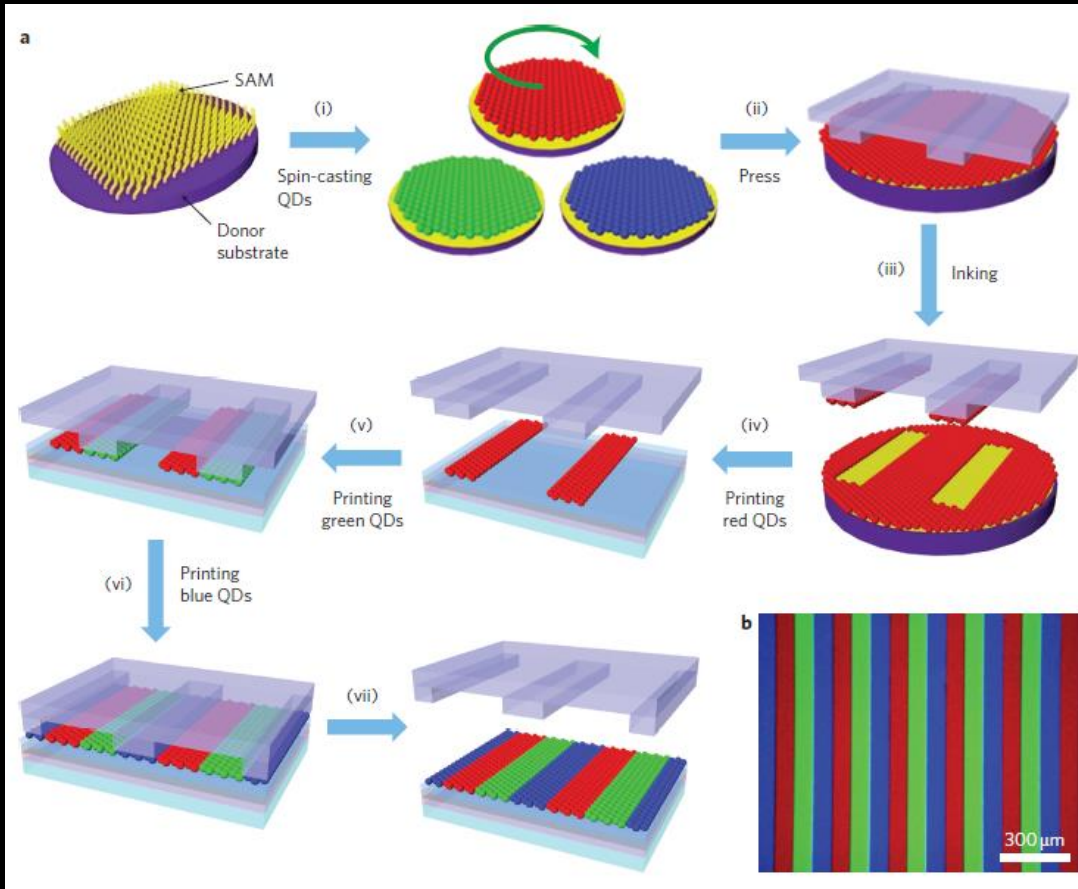 a
SAM
Donor
substrate
(i)
Spin-casting
QDs
(ii)
Press
(iii)
Inking
(iv)
Printing
red QDs
(v)
Printing
green QDs
(vi)
Printing
blue QDs
(vii)
b
300 μm